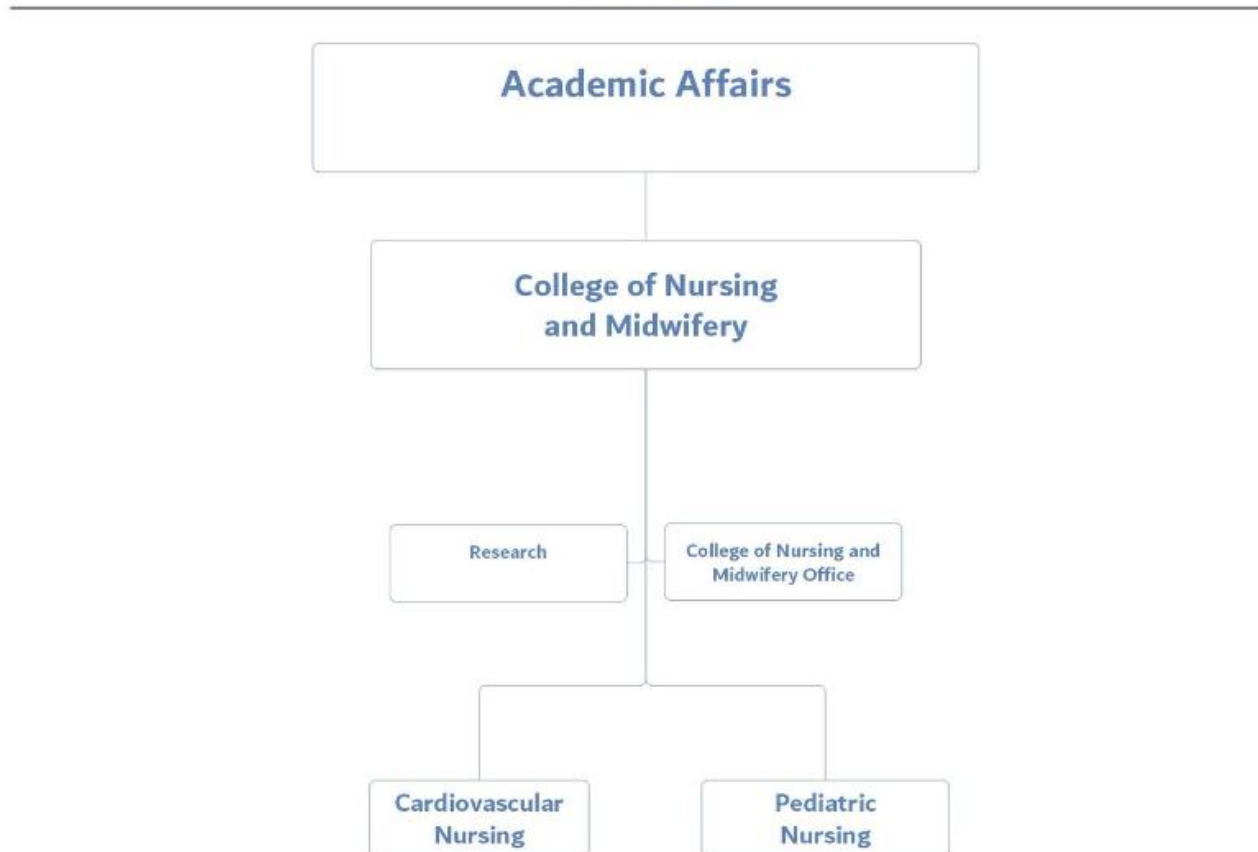 Academic Affairs
College of Nursing
and Midwifery
Research
College of Nursing and
Midwifery Office
Cardiovascular
Nursing
Pediatric
Nursing